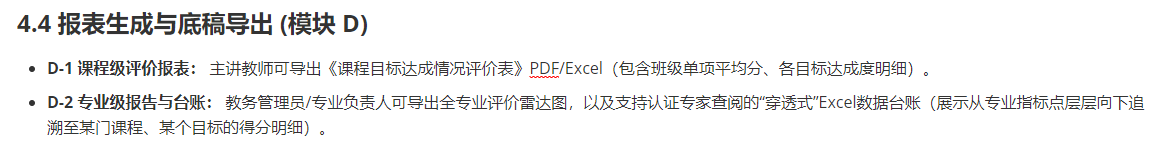 4.4 报表生成与底稿导出 (模块 D)
D-1 课程级评价报表： 主讲教师可导出《课程目标达成情况评价表》PDF/Excel（包含班级单项平均分、各目标达成度明细）。
D-2 专业级报告与台账： 教务管理员/专业负责人可导出全专业评价雷达图，以及支持认证专家查阅的“穿透式”Excel数据台账（展示从专业指标点层层向下追
溯至某门课程、某个目标的得分明细）。